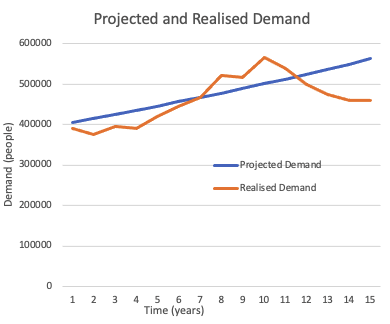 Projected and Realised Demand
600000
500000
400000
300000
200000
100000
0
Demand (people)
Projected Demand
Realised Demand
1 2 3 4 5 6 7 8 9 10 11 12 13 14 15
Time (years)